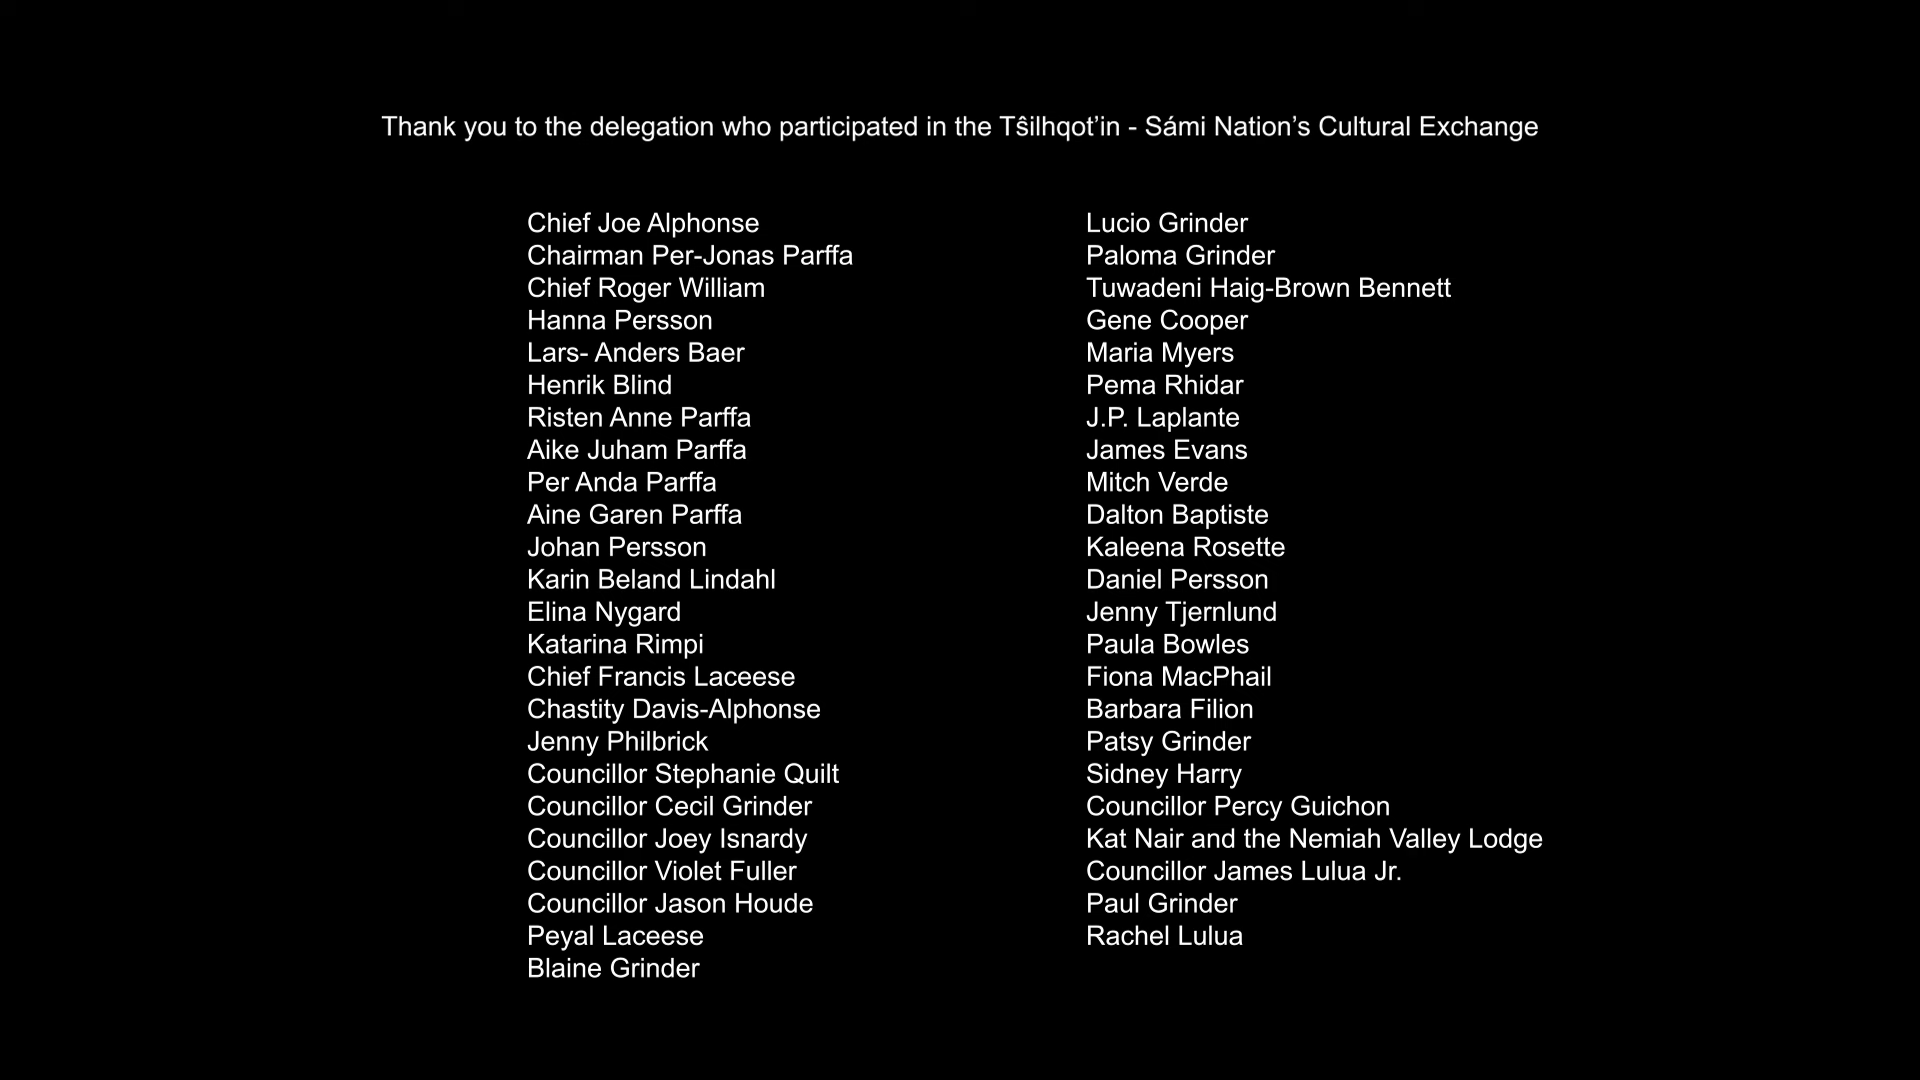 Thank you to the delegation who participated in the Tŝilhqot’in - Sámi Nation’s Cultural Exchange
Chief Joe Alphonse
Chairman Per-Jonas Parffa
Chief Roger William
Hanna Persson
Lars- Anders Baer
Henrik Blind
Risten Anne Parffa
Aike Juham Parffa
Per Anda Parffa
Aine Garen Parffa
Johan Persson
Karin Beland Lindahl
Elina Nygard
Katarina Rimpi
Chief Francis Laceese
Chastity Davis-Alphonse
Jenny Philbrick
Councillor Stephanie Quilt
Councillor Cecil Grinder
Councillor Joey Isnardy
Councillor Violet Fuller
Councillor Jason Houde
Peyal Laceese
Blaine Grinder
Lucio Grinder
Paloma Grinder
Tuwadeni Haig-Brown Bennett
Gene Cooper
Maria Myers
Pema Rhidar
J.P. Laplante
James Evans
Mitch Verde
Dalton Baptiste
Kaleena Rosette
Daniel Persson
Jenny Tjernlund
Paula Bowles
Fiona MacPhail
Barbara Filion
Patsy Grinder
Sidney Harry
Councillor Percy Guichon
Kat Nair and the Nemiah Valley Lodge
Councillor James Lulua Jr.
Paul Grinder
Rachel Lulua